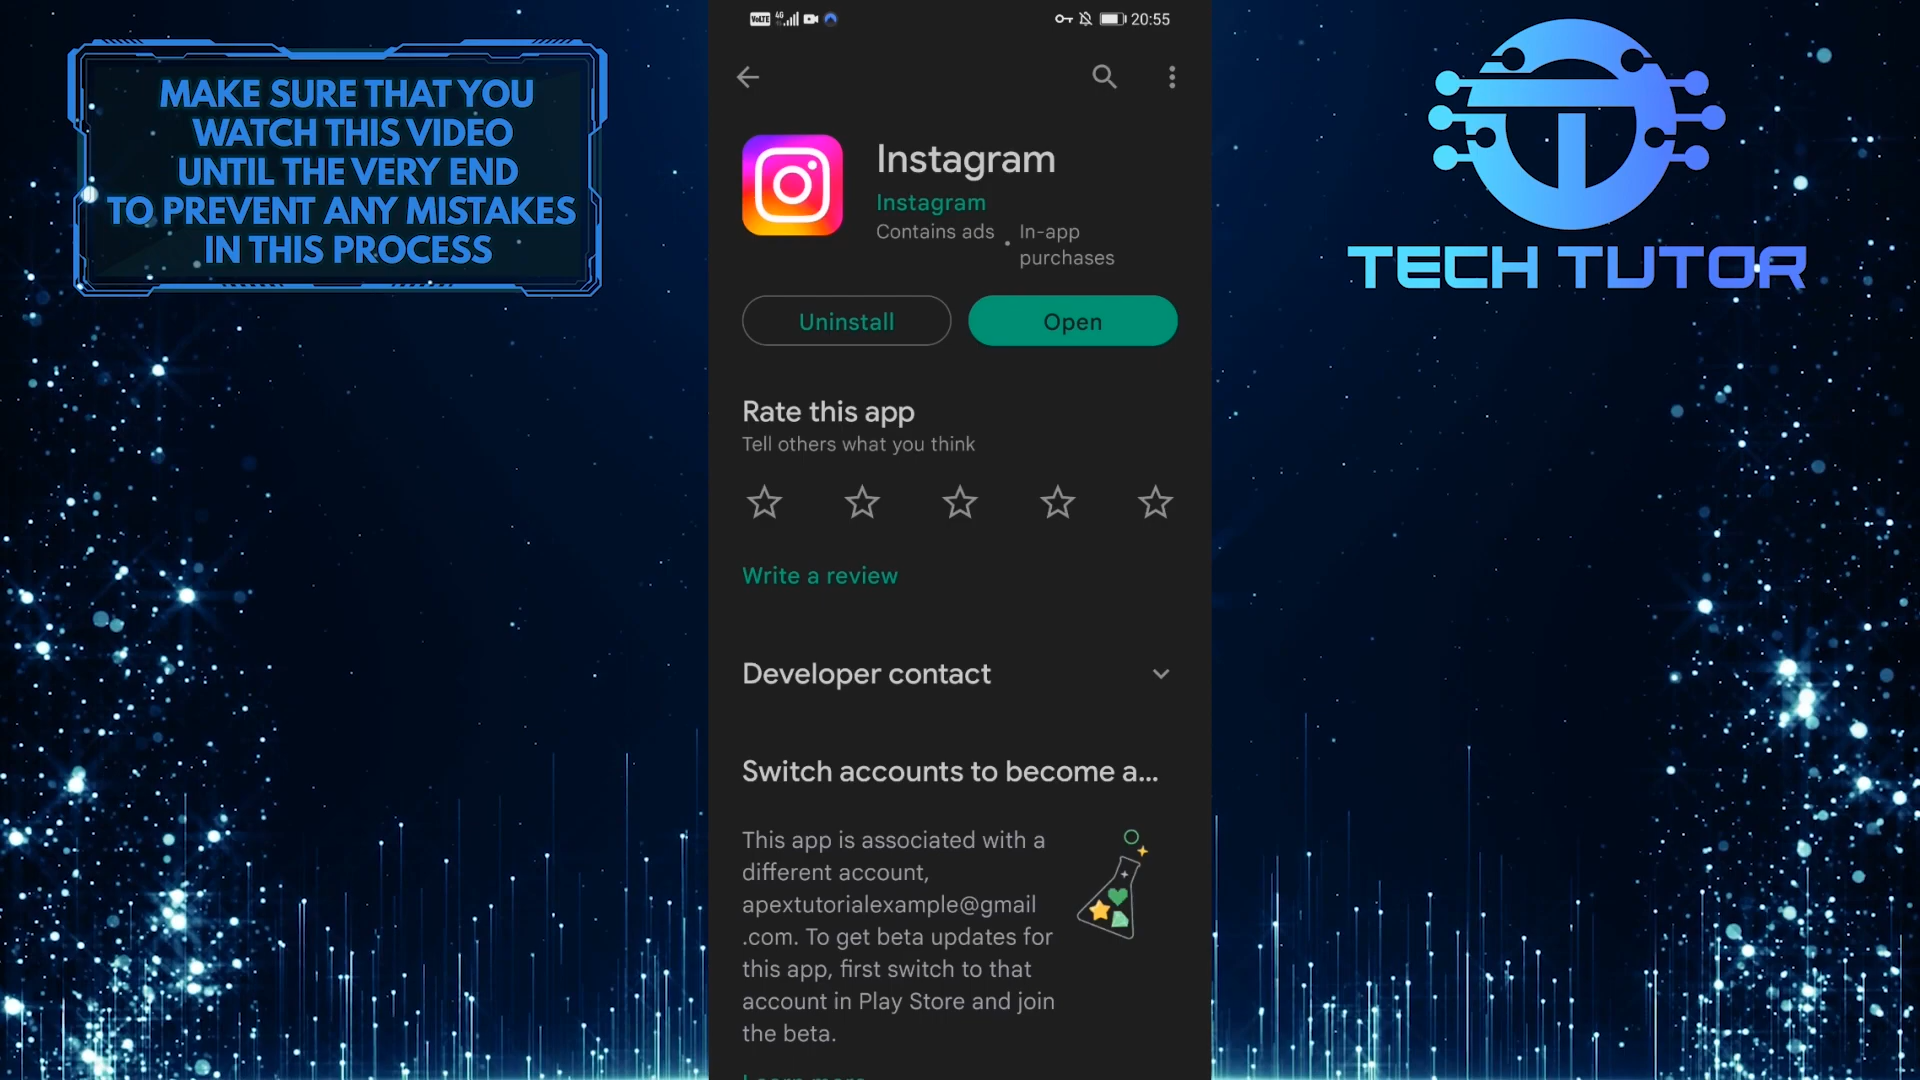 MAKE SURE THAT YOU
WATCH THIS VIDEO
UNTIL THE VERY END
TO PREVENT ANY MISTAKES
IN THIS PROCESS
VoLTE 4G 20:55
Instagram
Instagram
Contains ads • In-app
purchases
Uninstall Open
Rate this app
Tell others what you think
Write a review
Developer contact
Switch accounts to become a...
This app is associated with a
different account,
apextutorialexample@gmail
.com. To get beta updates for
this app, first switch to that
account in Play Store and join
the beta.
Learn more
TECH TUTOR